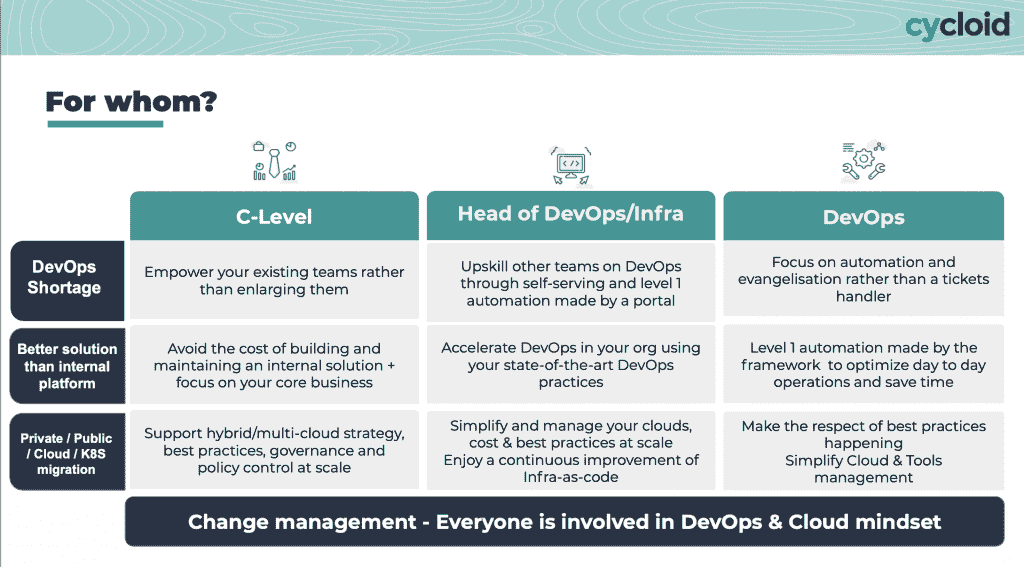 cycloid
For whom?
C-Level
Head of DevOps/Infra
DevOps
DevOps
Shortage
Empower your existing teams rather
than enlarging them
Upskill other teams on DevOps
through self-serving and level 1
automation made by a portal
Focus on automation and
evangelisation rather than a tickets
handler
Better solution
than internal
platform
Avoid the cost of building and
maintaining an internal solution +
focus on your core business
Accelerate DevOps in your org using
your state-of-the-art DevOps
practices
Level 1 automation made by the
framework to optimize day to day
operations and save time
Private / Public
/ Cloud / K8S
migration
Support hybrid/multi-cloud strategy,
best practices, governance and
policy control at scale
Simplify and manage your clouds,
cost & best practices at scale
Enjoy a continuous improvement of
Infra-as-code
Make the respect of best practices
happening
Simplify Cloud & Tools
management
Change management - Everyone is involved in DevOps & Cloud mindset